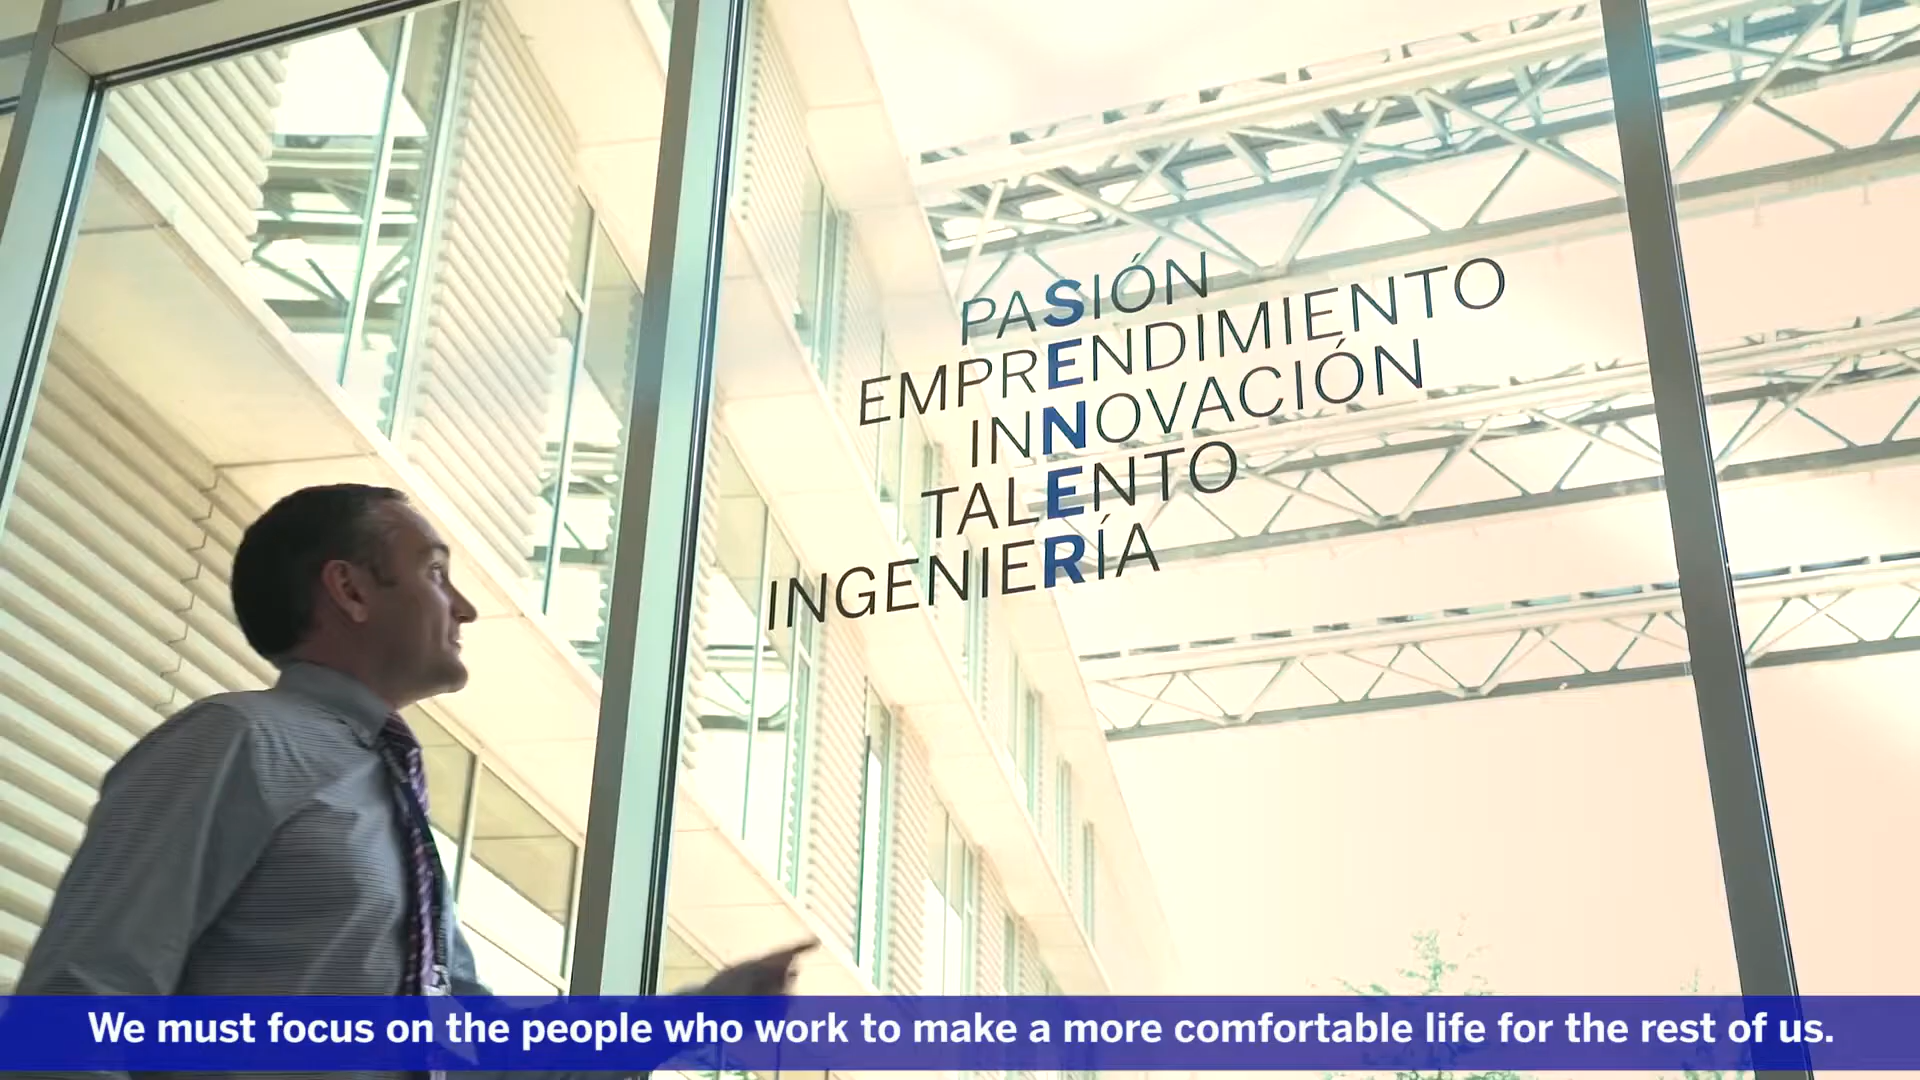 PASIÓN
EMPRENDIMIENTO
INNOVACIÓN
TALENTO
INGENIERÍA
We must focus on the people who work to make a more comfortable life for the rest of us.